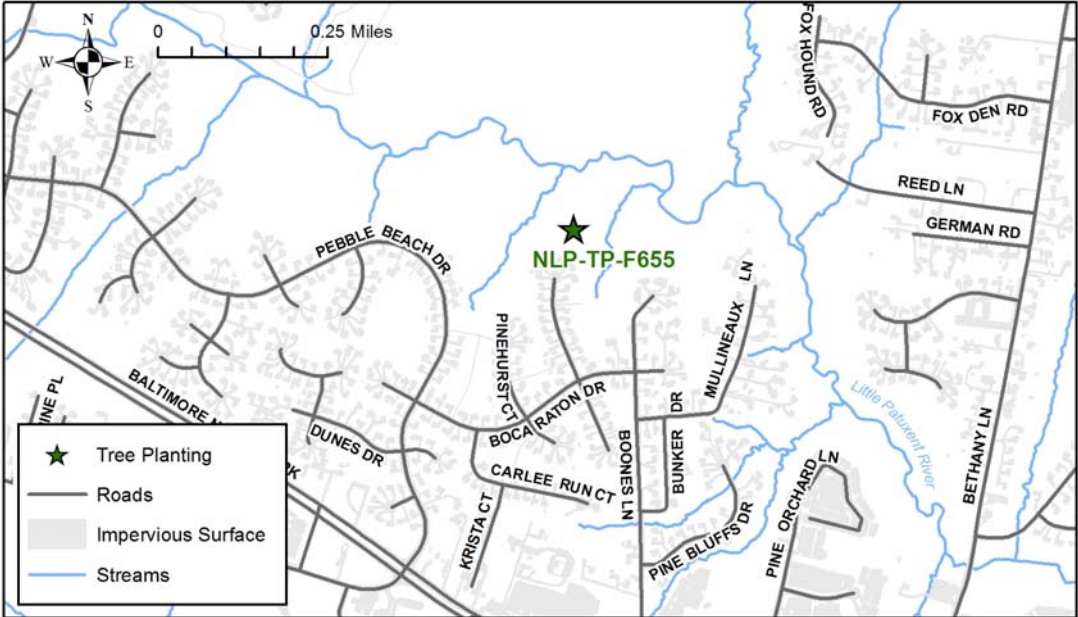 N
W E
S
0 0.25 Miles
FOX HOUND RD
FOX DEN RD
REED LN
GERMAN RD
PEBBLE BEACH DR
NLP-TP-F655
MULLINEAUX LN
PINEHURST CT
BOCA RATON DR
BALTIMORE
DUNES DR
CARLEE RUN CT
KRISTA CT
BOONES LN
BUNKER DR
PINE BLUFFS DR
PINE ORCHARD LN
Little Patuxent River
BETHANY LN
Tree Planting
Roads
Impervious Surface
Streams